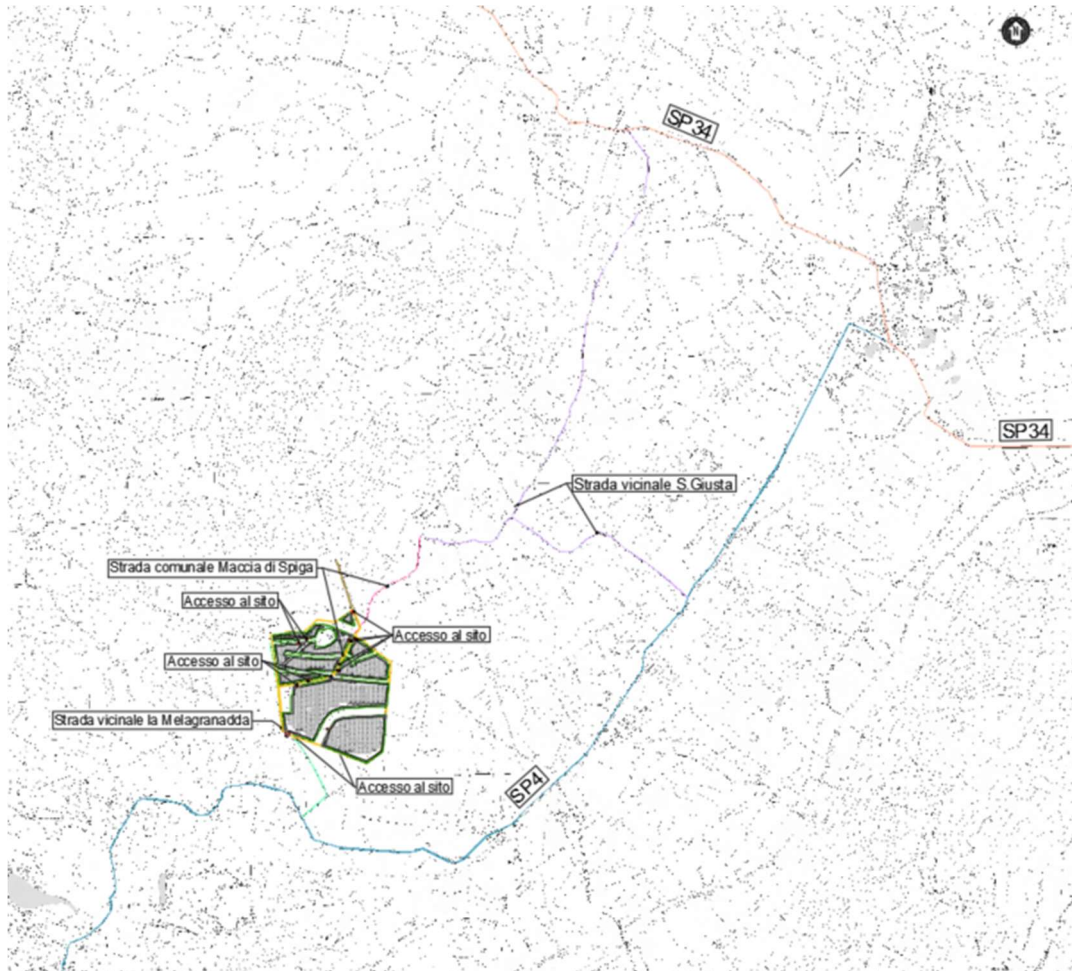 SP34
SP34
Strada vicinale S.Giusta
Strada comunale Maccia di Spiga
Accesso al sito
Accesso al sito
Accesso al sito
Strada vicinale la Melagranadda
Accesso al sito
SP4